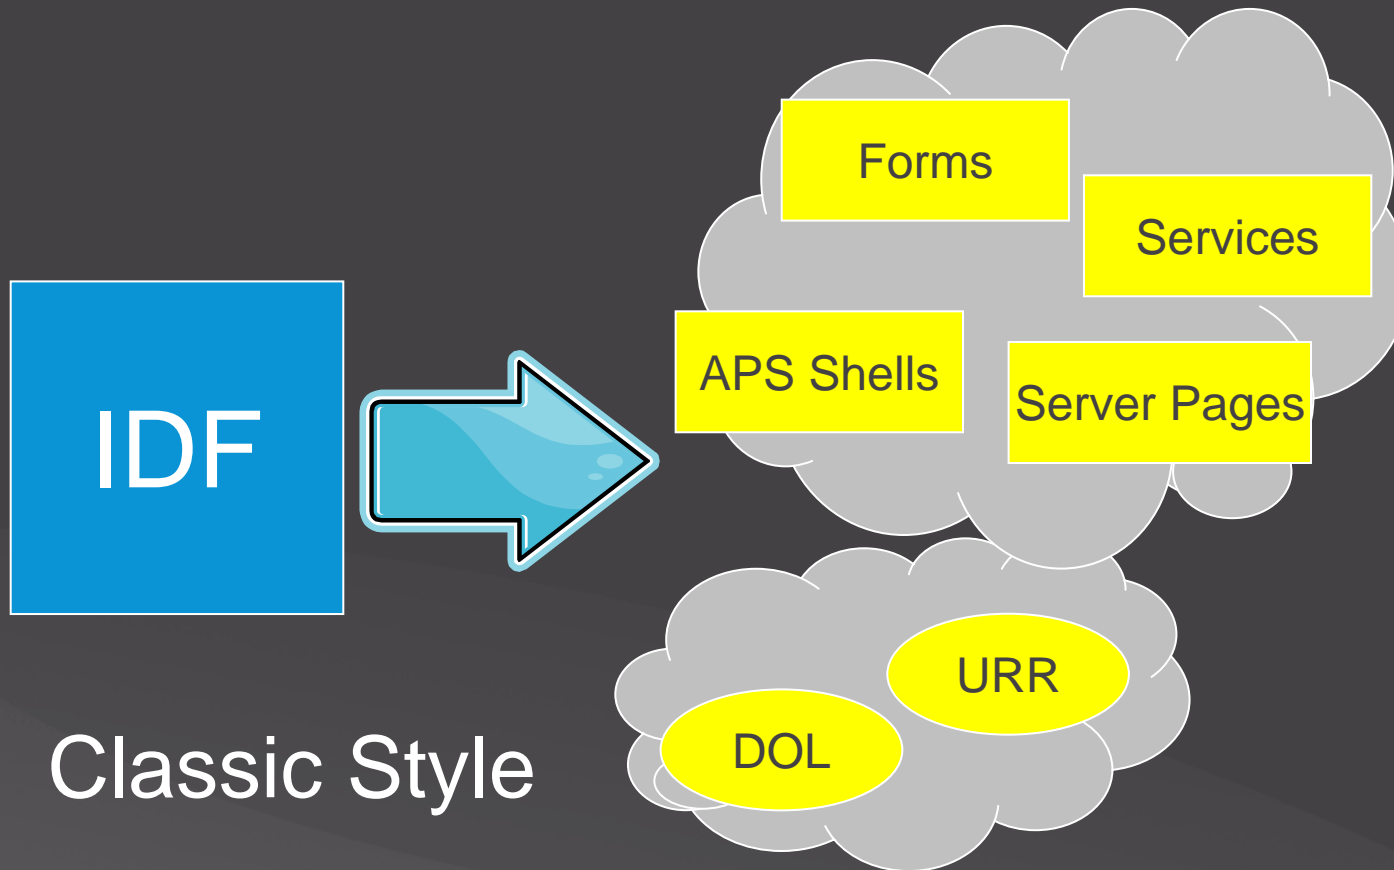 Forms
Services
APS Shells
Server Pages
IDF
URR
DOL
Classic Style